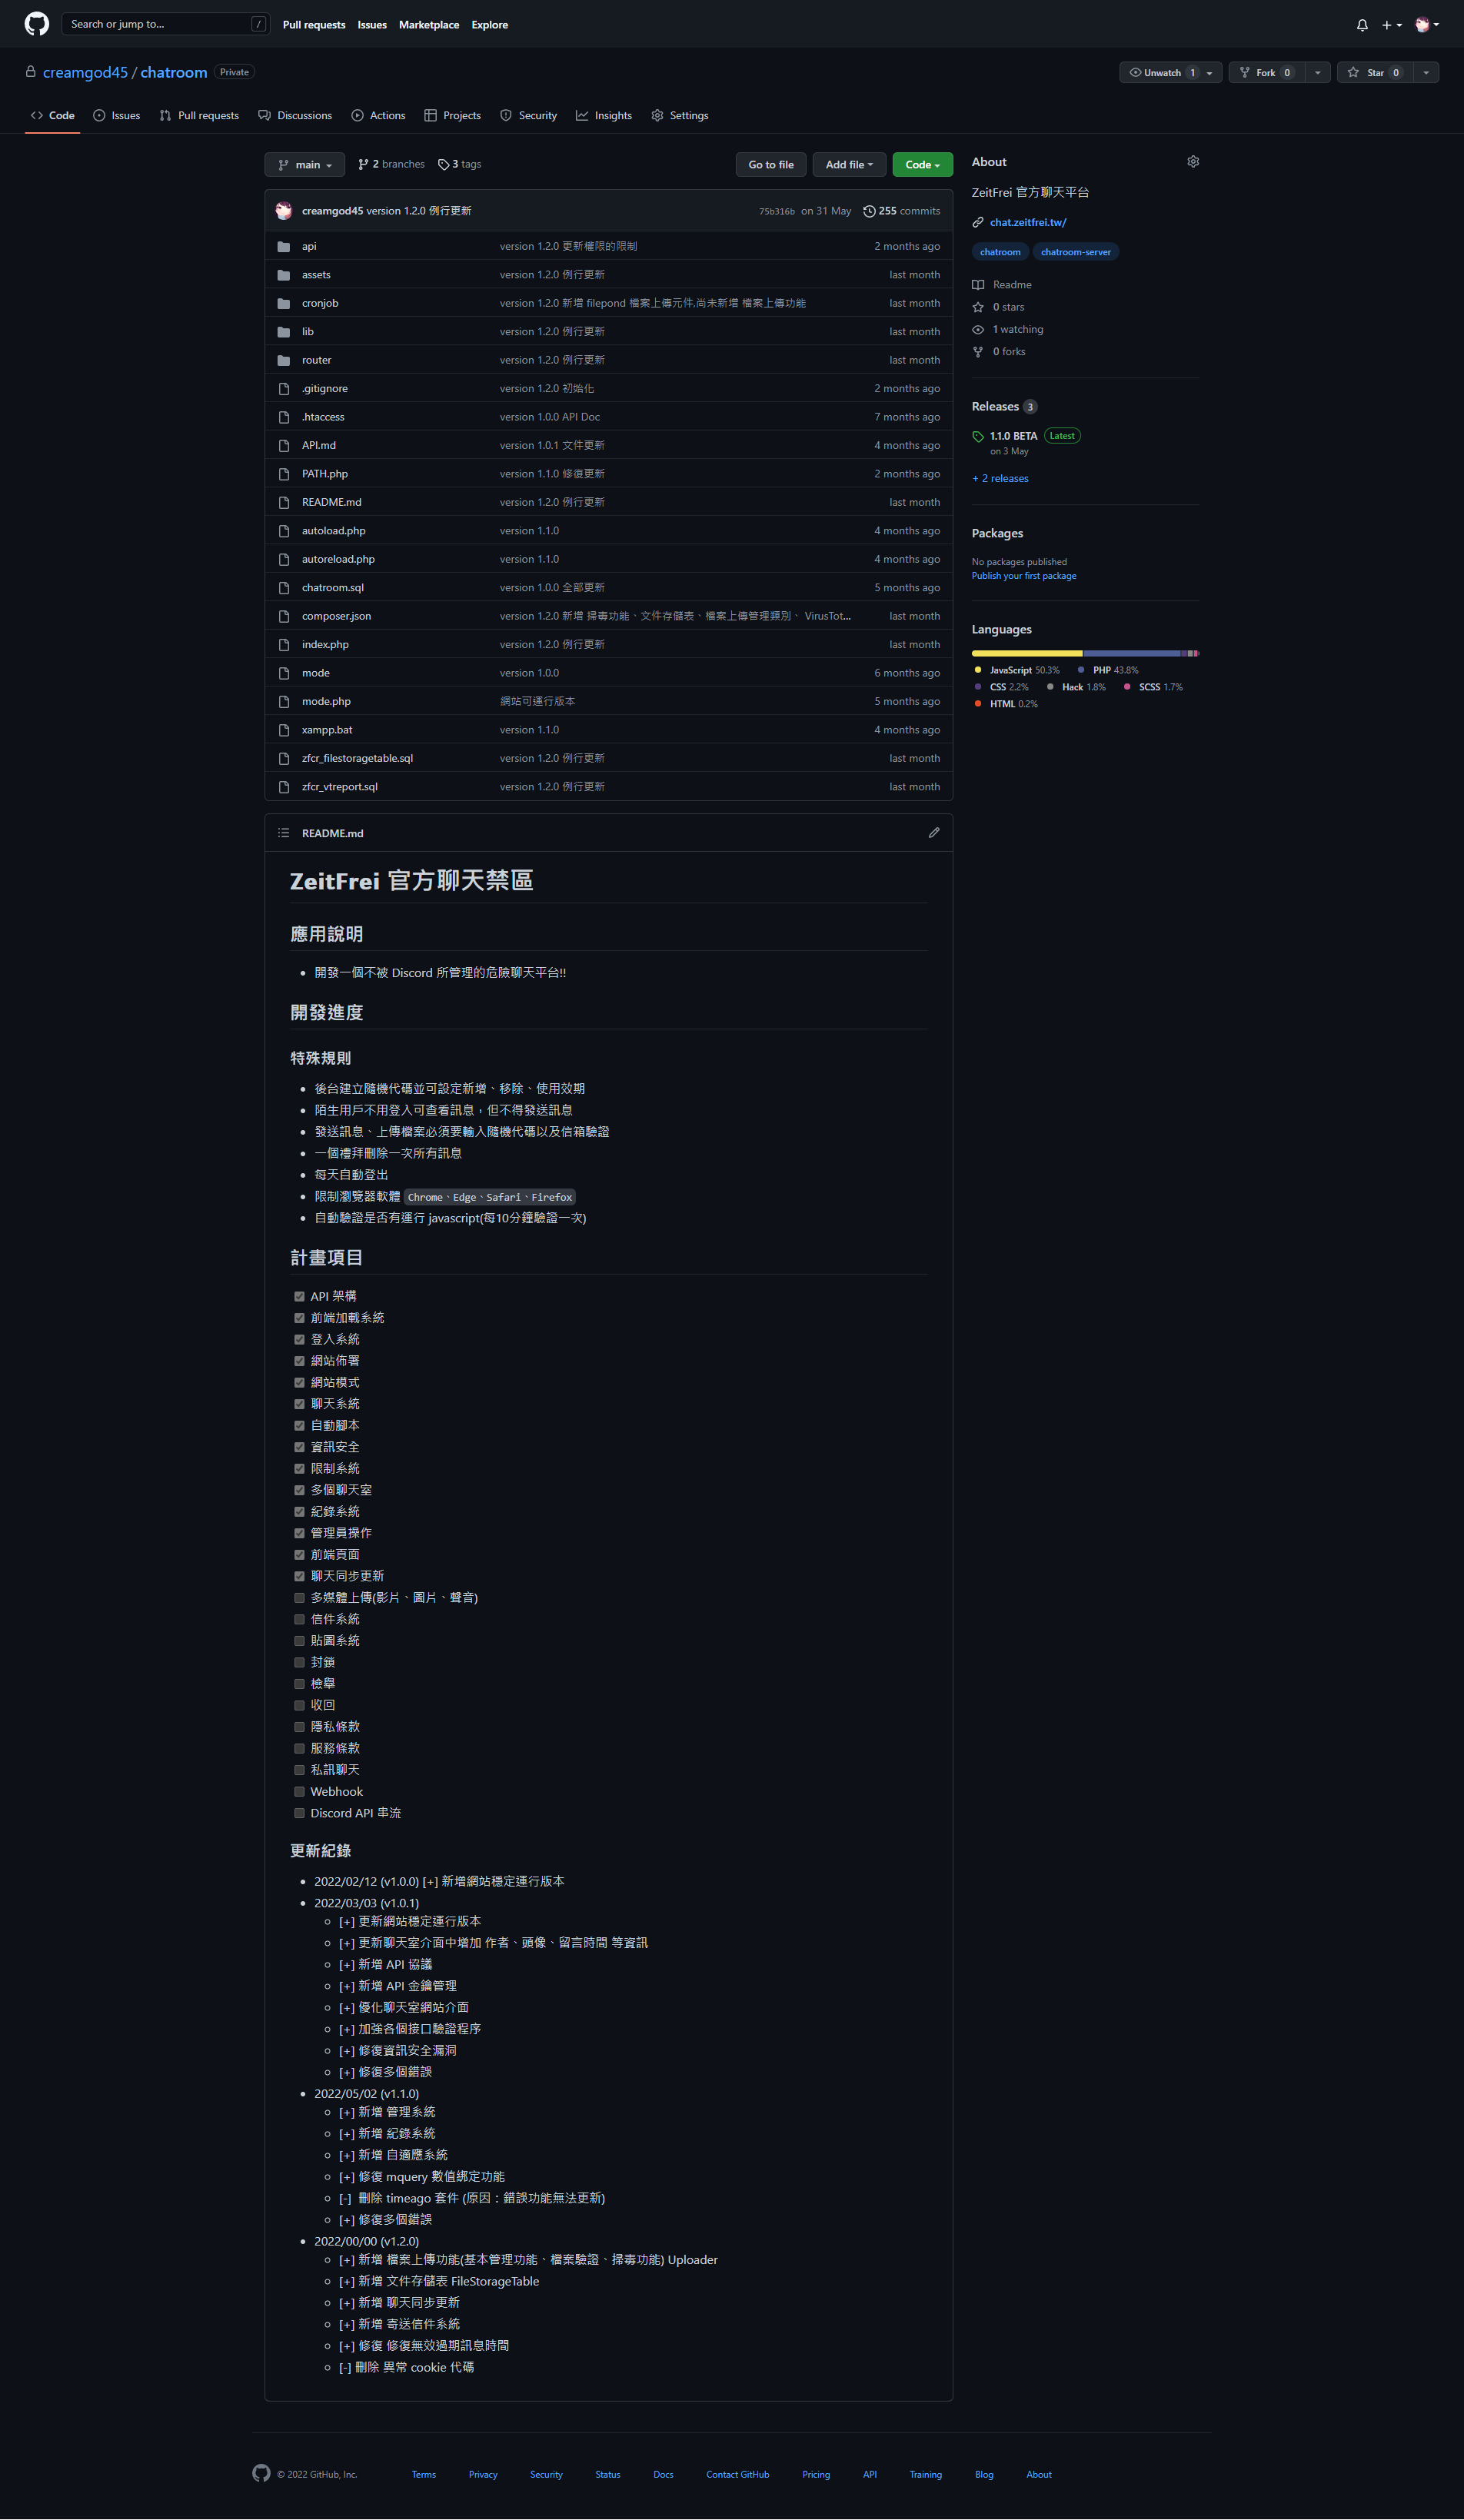 Search or jump to... /
Pull requests Issues Marketplace Explore
creamgod45 / chatroom Private
Unwatch 1 Fork 0 Star 0
Code Issues Pull requests Discussions Actions Projects Security Insights Settings
main 2 branches 3 tags Go to file Add file Code
creamgod45 version 1.2.0 例行更新 75b316b on 31 May 255 commits
api version 1.2.0 更新權限的限制 2 months ago
assets version 1.2.0 例行更新 last month
cronjob version 1.2.0 新增 filepond 檔案上傳元件,尚未新增 檔案上傳功能 last month
lib version 1.2.0 例行更新 last month
router version 1.2.0 例行更新 last month
.gitignore version 1.2.0 初始化 2 months ago
.htaccess version 1.0.0 API Doc 7 months ago
API.md version 1.0.1 文件更新 4 months ago
PATH.php version 1.1.0 修復更新 2 months ago
README.md version 1.2.0 例行更新 last month
autoload.php version 1.1.0 4 months ago
autoreload.php version 1.1.0 4 months ago
chatroom.sql version 1.0.0 全部更新 5 months ago
composer.json version 1.2.0 新增 掃毒功能、文件存儲表、檔案上傳管理類別、 VirusTot... last month
index.php version 1.2.0 例行更新 last month
mode version 1.0.0 6 months ago
mode.php 網站可運行版本 5 months ago
xampp.bat version 1.1.0 4 months ago
zfcr_filestoragetable.sql version 1.2.0 例行更新 last month
zfcr_vtreport.sql version 1.2.0 例行更新 last month
About
ZeitFrei 官方聊天平台
chat.zeitfrei.tw/
chatroom chatroom-server
Readme
0 stars
1 watching
0 forks
Releases 3
1.1.0 BETA Latest
on 3 May
+ 2 releases
Packages
No packages published
Publish your first package
Languages
JavaScript 50.3% PHP 43.8%
CSS 2.2% Hack 1.8% SCSS 1.7%
HTML 0.2%
README.md
ZeitFrei 官方聊天禁區
應用說明
開發一個不被 Discord 所管理的危險聊天平台!!
開發進度
特殊規則
後台建立隨機代碼並可設定新增、移除、使用效期
陌生用戶不用登入可查看訊息，但不得發送訊息
發送訊息、上傳檔案必須要輸入隨機代碼以及信箱驗證
一個禮拜刪除一次所有訊息
每天自動登出
限制瀏覽器軟體 Chrome、Edge、Safari、Firefox
自動驗證是否有運行 javascript(每10分鐘驗證一次)
計畫項目
API 架構
前端加載系統
登入系統
網站佈署
網站模式
聊天系統
自動腳本
資訊安全
限制系統
多個聊天室
紀錄系統
管理員操作
前端頁面
聊天同步更新
多媒體上傳(影片、圖片、聲音)
信件系統
貼圖系統
封鎖
檢舉
收回
隱私條款
服務條款
私訊聊天
Webhook
Discord API 串流
更新紀錄
2022/02/12 (v1.0.0) [+] 新增網站穩定運行版本
2022/03/03 (v1.0.1)
[+] 更新網站穩定運行版本
[+] 更新聊天室介面中增加 作者、頭像、留言時間 等資訊
[+] 新增 API 協議
[+] 新增 API 金鑰管理
[+] 優化聊天室網站介面
[+] 加強各個接口驗證程序
[+] 修復資訊安全漏洞
[+] 修復多個錯誤
2022/05/02 (v1.1.0)
[+] 新增 管理系統
[+] 新增 紀錄系統
[+] 新增 自適應系統
[+] 修復 mquery 數值綁定功能
[-] 刪除 timeago 套件 (原因：錯誤功能無法更新)
[+] 修復多個錯誤
2022/00/00 (v1.2.0)
[+] 新增 檔案上傳功能(基本管理功能、檔案驗證、掃毒功能) Uploader
[+] 新增 文件存儲表 FileStorageTable
[+] 新增 聊天同步更新
[+] 新增 寄送信件系統
[+] 修復 修復無效過期訊息時間
[-] 刪除 異常 cookie 代碼
© 2022 GitHub, Inc. Terms Privacy Security Status Docs Contact GitHub Pricing API Training Blog About